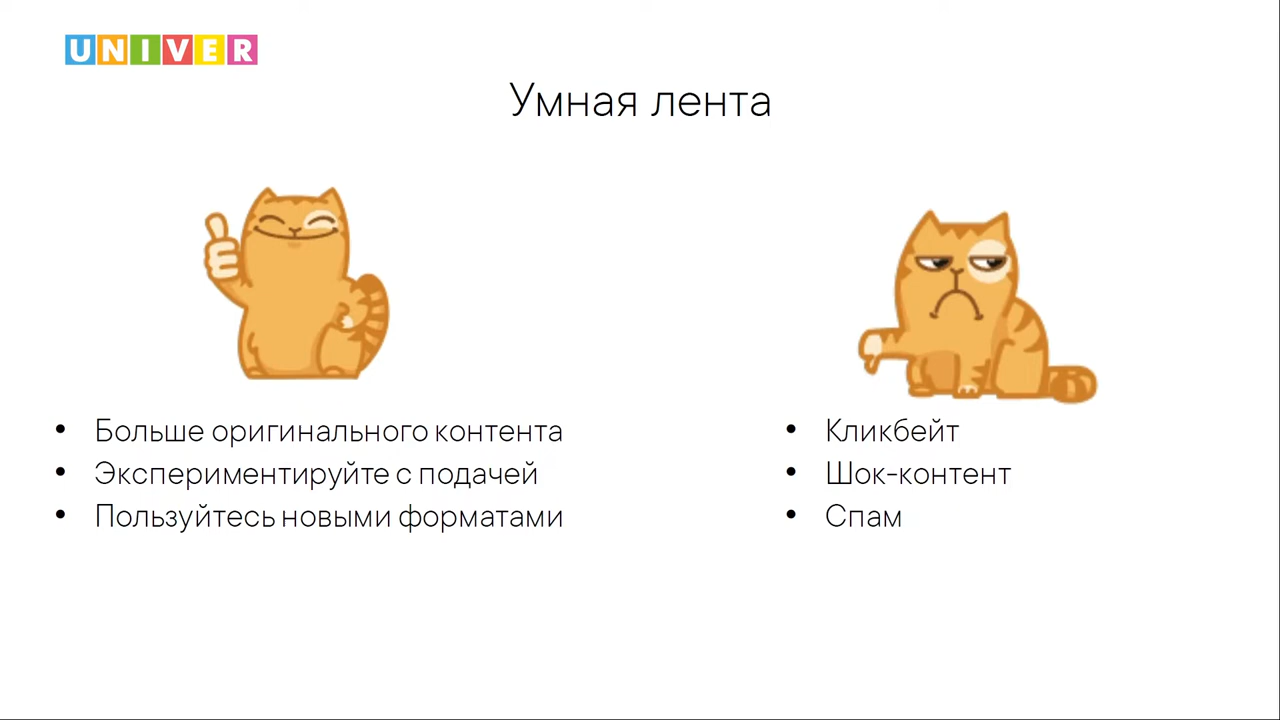 UNIVER
Умная лента
• Больше оригинального контента
• Экспериментируйте с подачей
• Пользуйтесь новыми форматами
• Кликбейт
• Шок-контент
• Спам